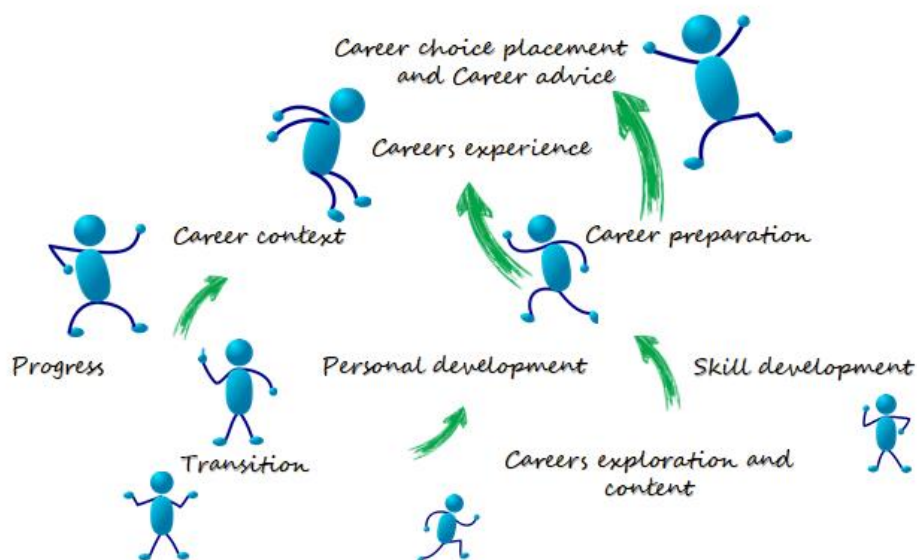 Career choice placement
and Career advice
Careers experience
Career context
Career preparation
Progress
Personal development
Skill development
Transition
Careers exploration and
content